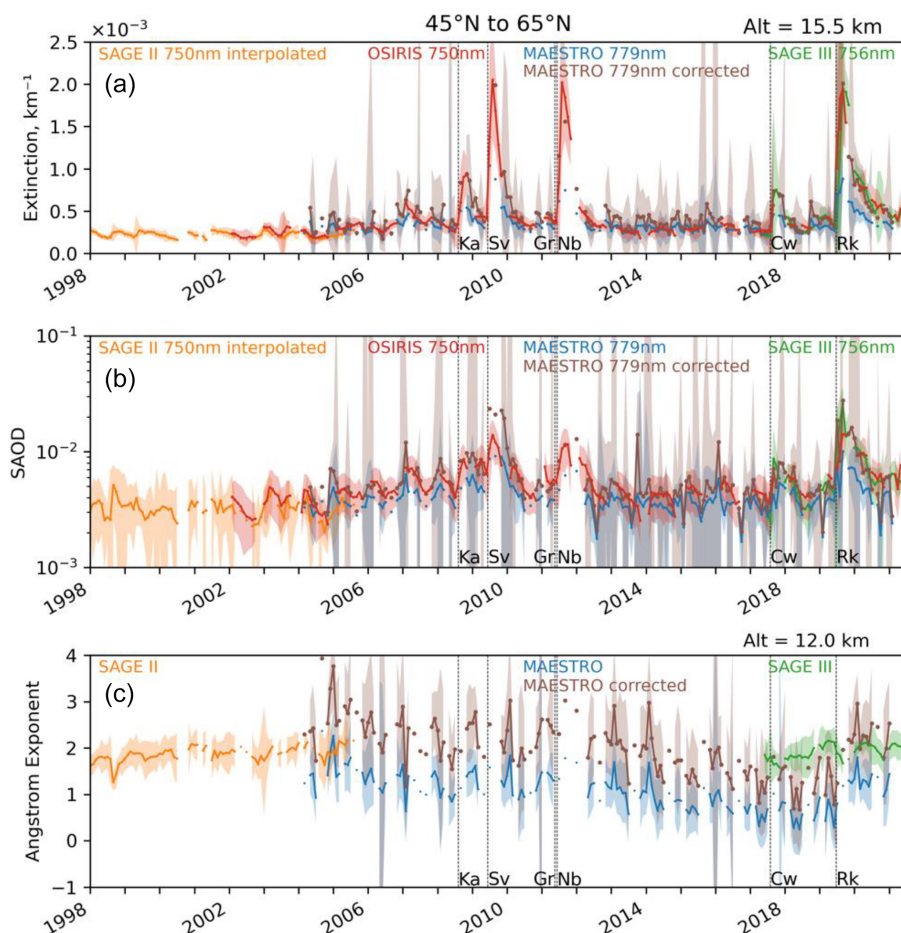 45°N to 65°N
Alt = 15.5 km
×10⁻³
SAGE II 750nm interpolated OSIRIS 750nm MAESTRO 779nm SAGE III 756nm
MAESTRO 779nm corrected
(a)
Extinction, km⁻¹
2.5
2.0
1.5
1.0
0.5
0.0
Ka Sv Gr Nb Cw Rk
1998 2002 2006 2010 2014 2018
SAGE II 750nm interpolated OSIRIS 750nm MAESTRO 779nm SAGE III 756nm
MAESTRO 779nm corrected
(b)
SAOD
10⁻¹
10⁻²
10⁻³
Ka Sv Gr Nb Cw Rk
1998 2002 2006 2010 2014 2018
Alt = 12.0 km
SAGE II MAESTRO SAGE III
MAESTRO corrected
(c)
Angstrom Exponent
4
3
2
1
0
−1
Ka Sv Gr Nb Cw Rk
1998 2002 2006 2010 2014 2018